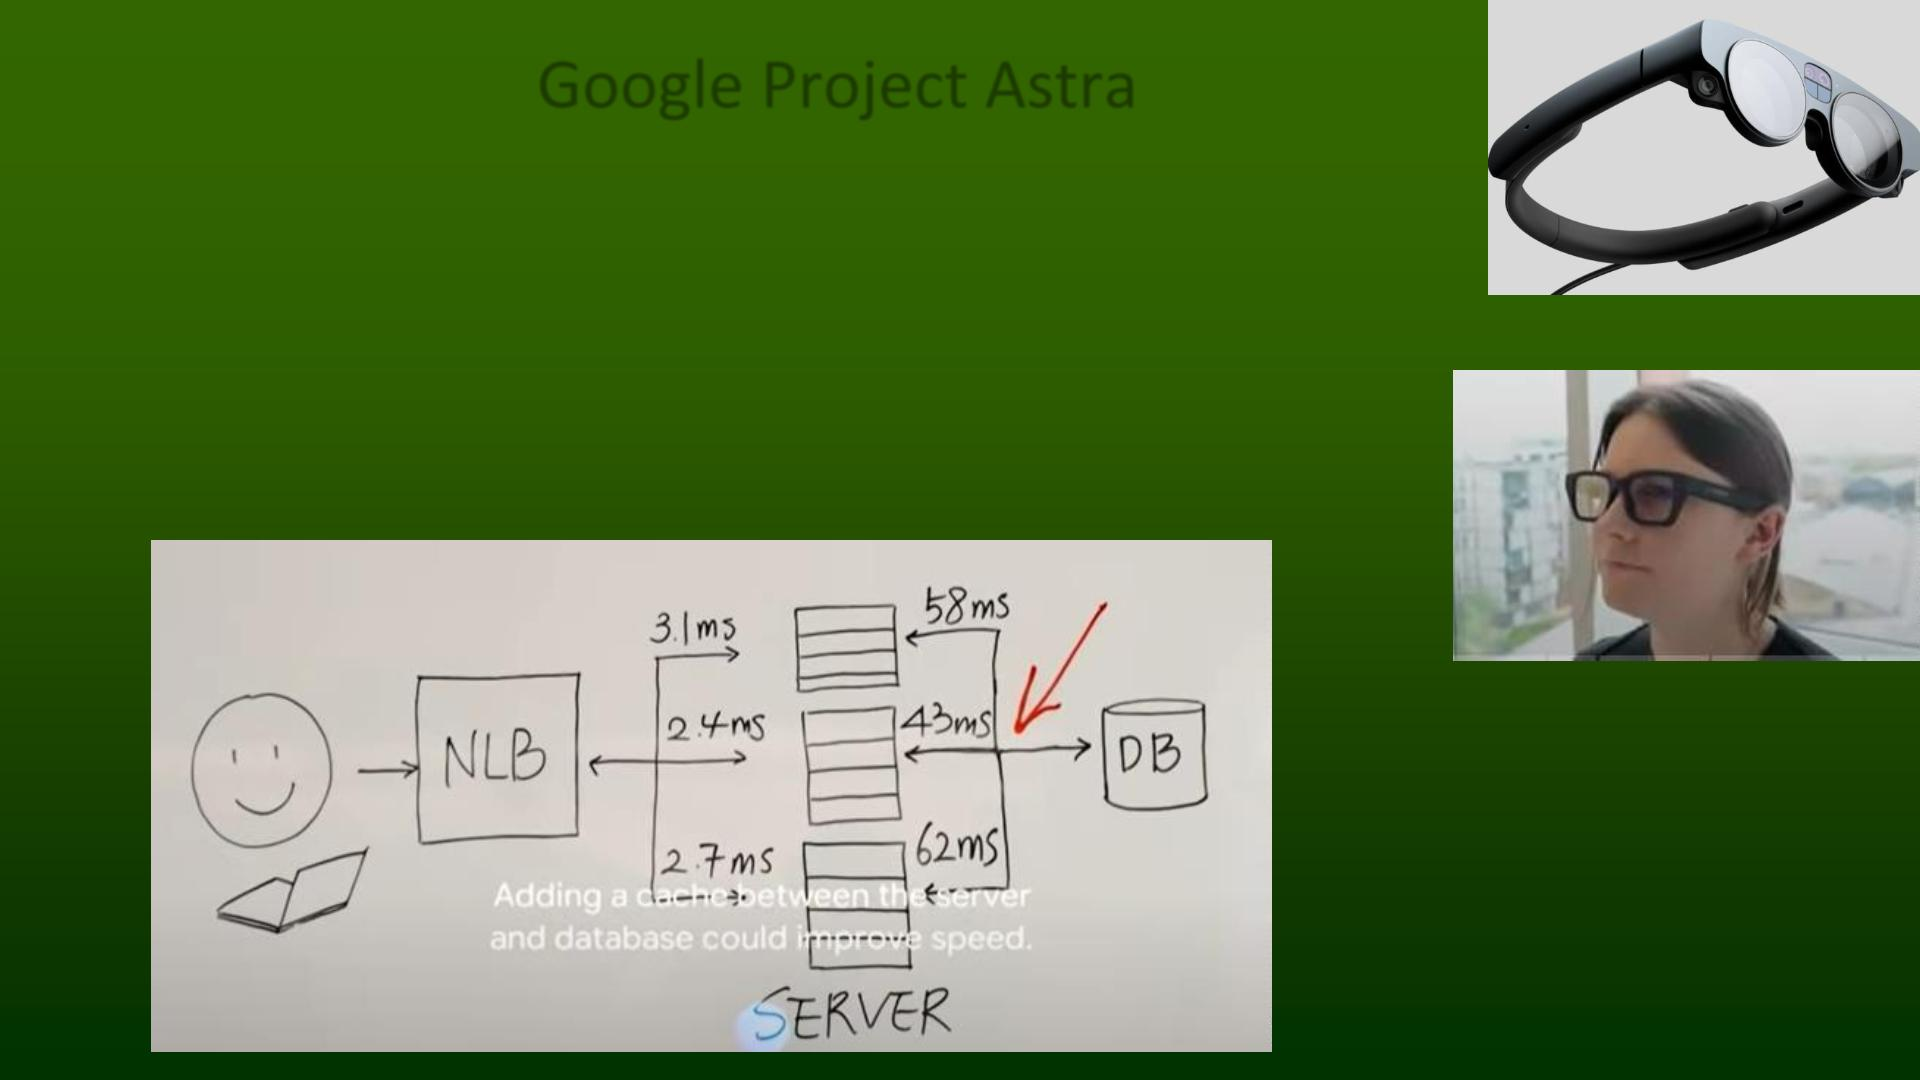 Google Project Astra
58ms
3.1ms
43ms
2.4ms
NLB
DB
62ms
2.7ms
Adding a cache between the server
and database could improve speed.
SERVER